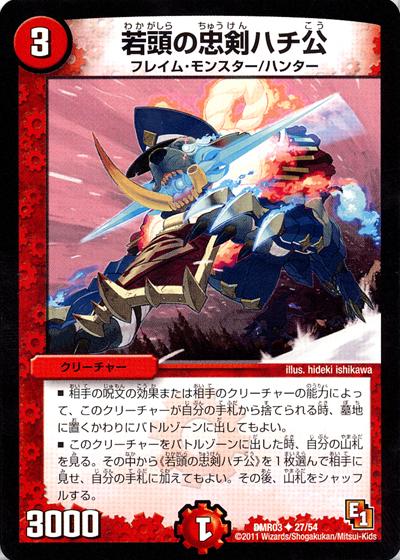 3
わかがしら ちゅうけん こう
若頭の忠剣ハチ公
フレイム・モンスター/ハンター
クリーチャー
illus. hideki ishikawa
■ 相手の呪文の効果または相手のクリーチャーの能力によっ
て、このクリーチャーが自分の手札から捨てられる時、墓地
に置くかわりにバトルゾーンに出してもよい。
■ このクリーチャーをバトルゾーンに出した時、自分の山札
を見る。その中から《若頭の忠剣ハチ公》を1枚選んで相手に
見せ、自分の手札に加えてもよい。その後、山札をシャッフ
ルする。
3000
1
DMR03 ◆ 27/54
©2011 Wizards/Shogakukan/Mitsui-Kids
E1